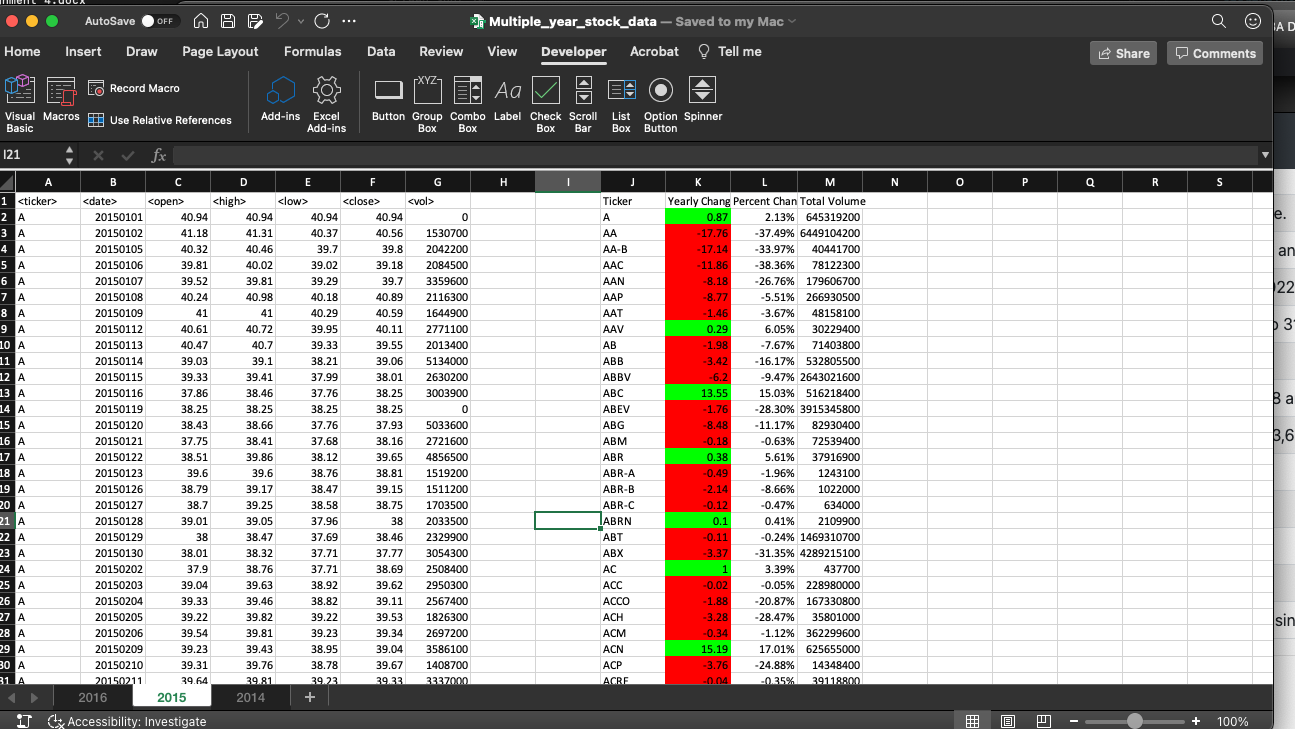 AutoSave OFF Multiple_year_stock_data — Saved to my Mac
Home Insert Draw Page Layout Formulas Data Review View Developer Acrobat Tell me Share Comments
Visual Basic Macros Record Macro Use Relative References Add-ins Excel Add-ins Button Group Box Combo Box Label Check Box Scroll Bar List Box Option Button Spinner
I21 fx
A B C D E F G H I J K L M N O P Q R S
1 <ticker> <date> <open> <high> <low> <close> <vol> Ticker Yearly Chang Percent Chan Total Volume
2 A 20150101 40.94 40.94 40.94 40.94 0 A 0.87 2.13% 645319200
3 A 20150102 41.18 41.31 40.37 40.56 1530700 AA -17.76 -37.49% 6449104200
4 A 20150105 40.32 40.46 39.7 39.8 2042200 AA-B -17.14 -33.97% 40441700
5 A 20150106 39.81 40.02 39.02 39.18 2084500 AAC -11.86 -38.36% 78122300
6 A 20150107 39.52 39.81 39.29 39.7 3359600 AAN -8.18 -26.76% 179606700
7 A 20150108 40.24 40.98 40.18 40.89 2116300 AAP -8.77 -5.51% 266930500
8 A 20150109 41 41 40.29 40.59 1644900 AAT -1.46 -3.67% 48158100
9 A 20150112 40.61 40.72 39.95 40.11 2771100 AAV 0.29 6.05% 30229400
10 A 20150113 40.47 40.7 39.33 39.55 2013400 AB -1.98 -7.67% 71403800
11 A 20150114 39.03 39.1 38.21 39.06 5134000 ABB -3.42 -16.17% 532805500
12 A 20150115 39.33 39.41 37.99 38.01 2630200 ABBV -6.2 -9.47% 2643021600
13 A 20150116 37.86 38.46 37.76 38.25 3003900 ABC 13.55 15.03% 516218400
14 A 20150119 38.25 38.25 38.25 38.25 0 ABEV -1.76 -28.30% 3915345800
15 A 20150120 38.43 38.66 37.76 37.93 5033600 ABG -8.48 -11.17% 82930400
16 A 20150121 37.75 38.41 37.68 38.16 2721600 ABM -0.18 -0.63% 72539400
17 A 20150122 38.51 39.86 38.12 39.65 4856500 ABR 0.38 5.61% 37916900
18 A 20150123 39.6 39.6 38.76 38.81 1519200 ABR-A -0.49 -1.96% 1243100
19 A 20150126 38.79 39.17 38.47 39.15 1511200 ABR-B -2.14 -8.66% 1022000
20 A 20150127 38.7 39.25 38.58 38.75 1703500 ABR-C -0.12 -0.47% 634000
21 A 20150128 39.01 39.05 37.96 38 2033500 ABRN 0.1 0.41% 2109900
22 A 20150129 38 38.47 37.69 38.46 2329900 ABT -0.11 -0.24% 1469310700
23 A 20150130 38.01 38.32 37.71 37.77 3054300 ABX -3.37 -31.35% 4289215100
24 A 20150202 37.9 38.76 37.71 38.69 2508400 AC 1 3.39% 437700
25 A 20150203 39.04 39.63 38.92 39.62 2950300 ACC -0.02 -0.05% 228980000
26 A 20150204 39.33 39.46 38.82 39.11 2567400 ACCO -1.88 -20.87% 167330800
27 A 20150205 39.22 39.82 39.22 39.53 1826300 ACH -3.28 -28.47% 35801000
28 A 20150206 39.54 39.81 39.23 39.34 2697200 ACM -0.34 -1.12% 362299600
29 A 20150209 39.23 39.43 38.95 39.04 3586100 ACN 15.19 17.01% 625655000
30 A 20150210 39.31 39.76 38.78 39.67 1408700 ACP -3.76 -24.88% 14348400
31 A 20150211 39.64 39.81 39.23 39.33 3337000 ACRE -0.04 -0.35% 39118800
2016 2015 2014 +
Accessibility: Investigate 100%